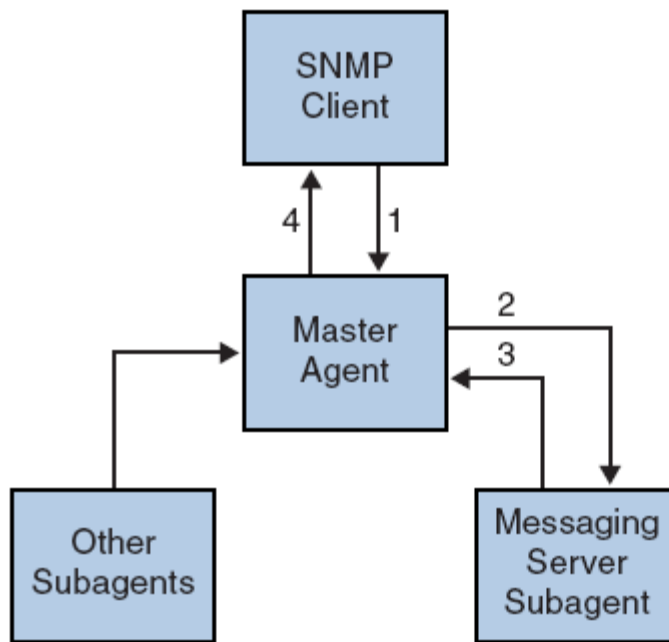 SNMP
Client
4
1
Master
Agent
2
3
Other
Subagents
Messaging
Server
Subagent